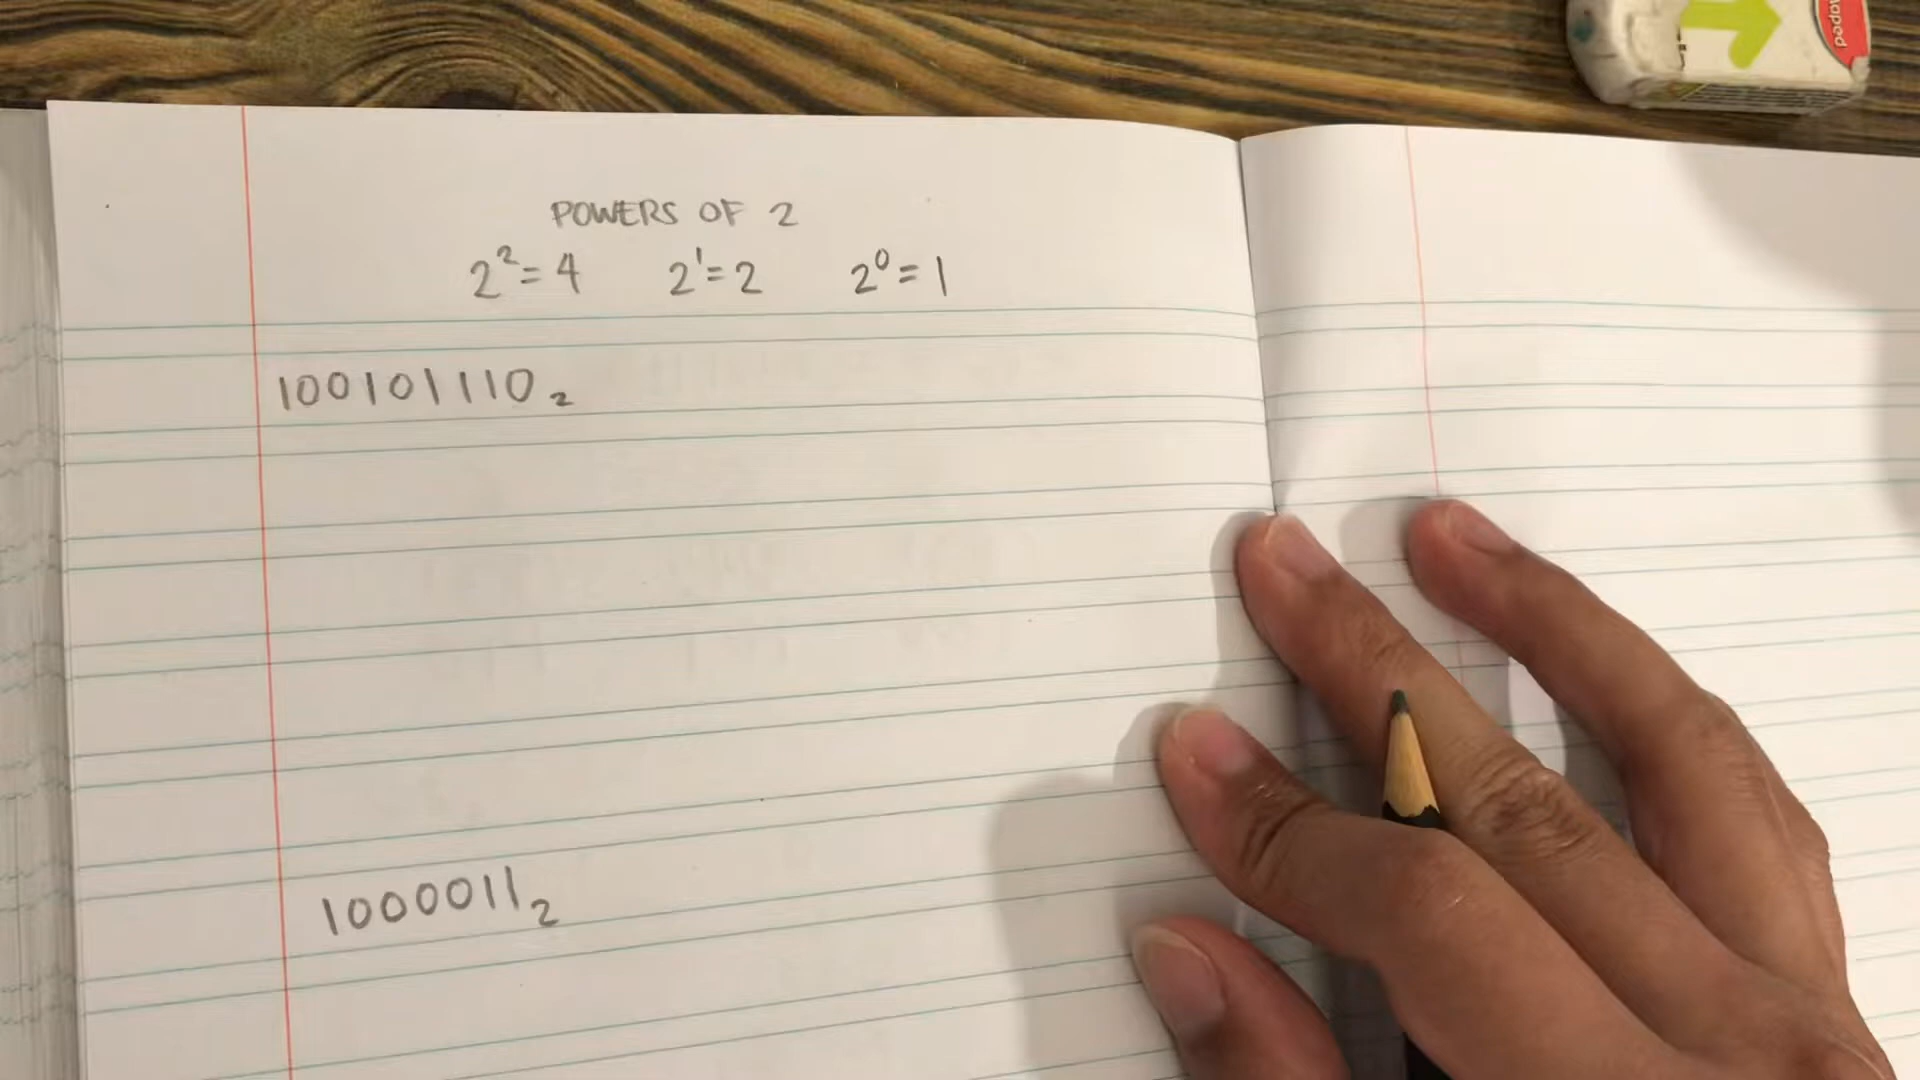 POWERS OF 2
2²=4 2¹=2 2⁰=1
100101110₂
1000011₂